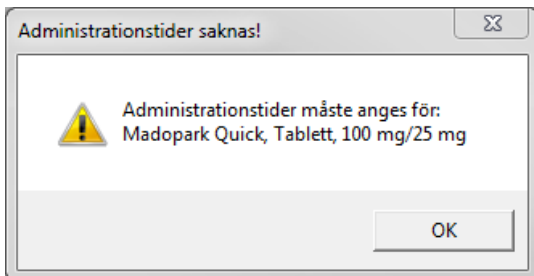 Administrationstider saknas!
Administrationstider måste anges för:
Madopark Quick, Tablett, 100 mg/25 mg
OK